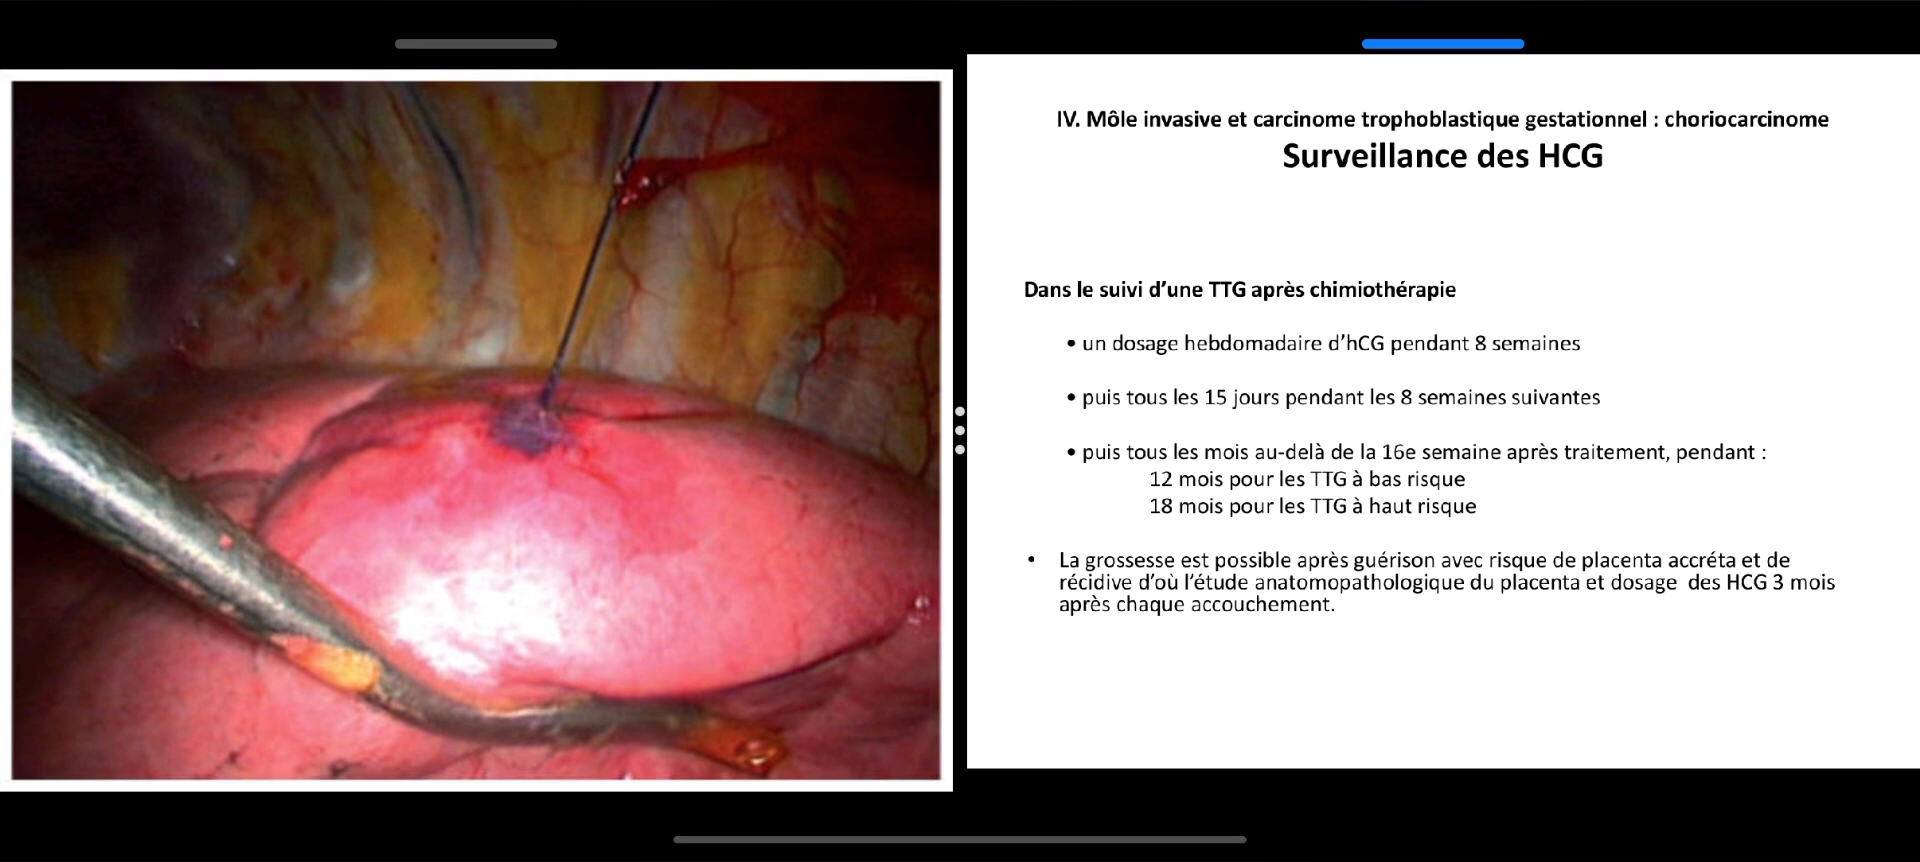 IV. Môle invasive et carcinome trophoblastique gestationnel : choriocarcinome
Surveillance des HCG
Dans le suivi d’une TTG après chimiothérapie
• un dosage hebdomadaire d’hCG pendant 8 semaines
• puis tous les 15 jours pendant les 8 semaines suivantes
• puis tous les mois au-delà de la 16e semaine après traitement, pendant :
12 mois pour les TTG à bas risque
18 mois pour les TTG à haut risque
• La grossesse est possible après guérison avec risque de placenta accréta et de
récidive d’où l’étude anatomopathologique du placenta et dosage des HCG 3 mois
après chaque accouchement.